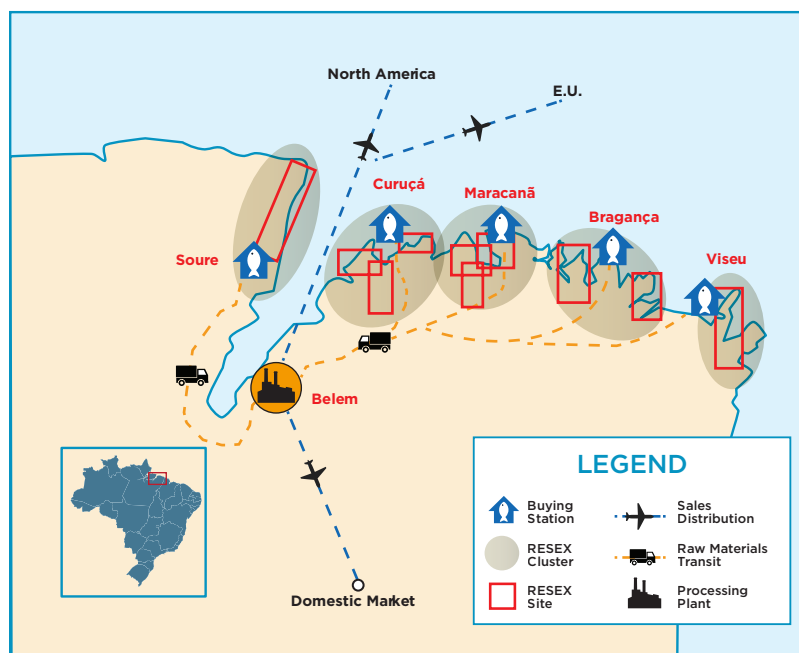 North America
E.U.
Curuçá
Maracanã
Bragança
Soure
Viseu
Belem
Domestic Market
LEGEND
Buying
Station
Sales
Distribution
RESEX
Cluster
Raw Materials
Transit
RESEX
Site
Processing
Plant